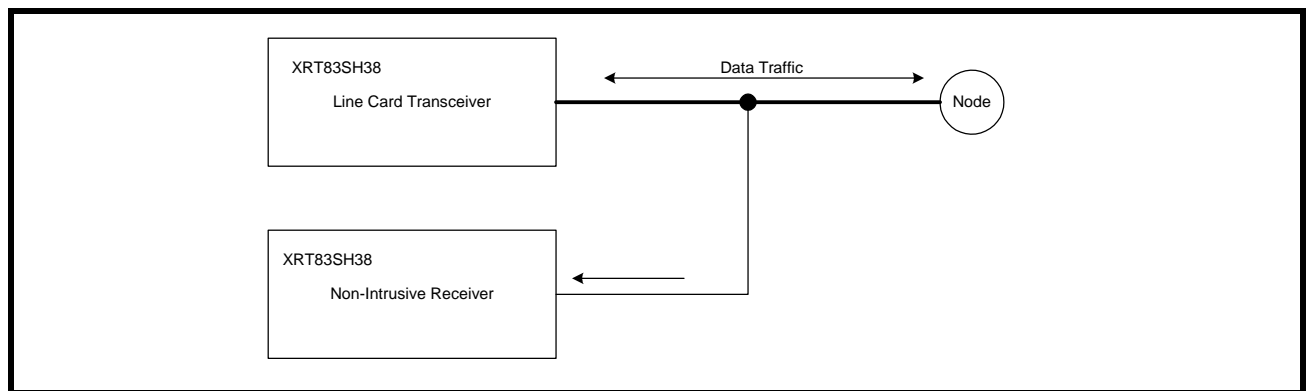 XRT83SH38
Line Card Transceiver
Data Traffic
Node
XRT83SH38
Non-Intrusive Receiver